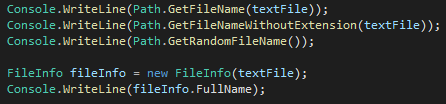 Console.WriteLine(Path.GetFileName(textFile));
Console.WriteLine(Path.GetFileNameWithoutExtension(textFile));
Console.WriteLine(Path.GetRandomFileName());
FileInfo fileInfo = new FileInfo(textFile);
Console.WriteLine(fileInfo.FullName);